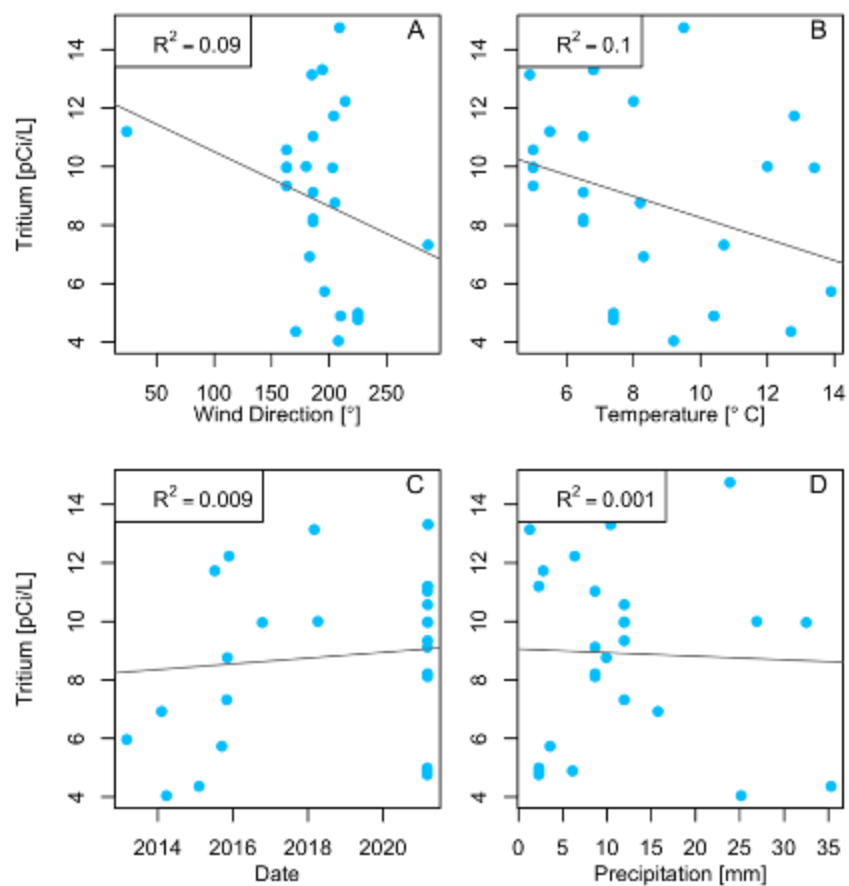 R² = 0.09
A
R² = 0.1
B
Tritium [pCi/L]
14
12
10
8
6
4
14
12
10
8
6
4
50 100 150 200 250
Wind Direction [°]
6 8 10 12 14
Temperature [° C]
R² = 0.009
C
R² = 0.001
D
Tritium [pCi/L]
14
12
10
8
6
4
14
12
10
8
6
4
2014 2016 2018 2020
Date
0 5 10 15 20 25 30 35
Precipitation [mm]